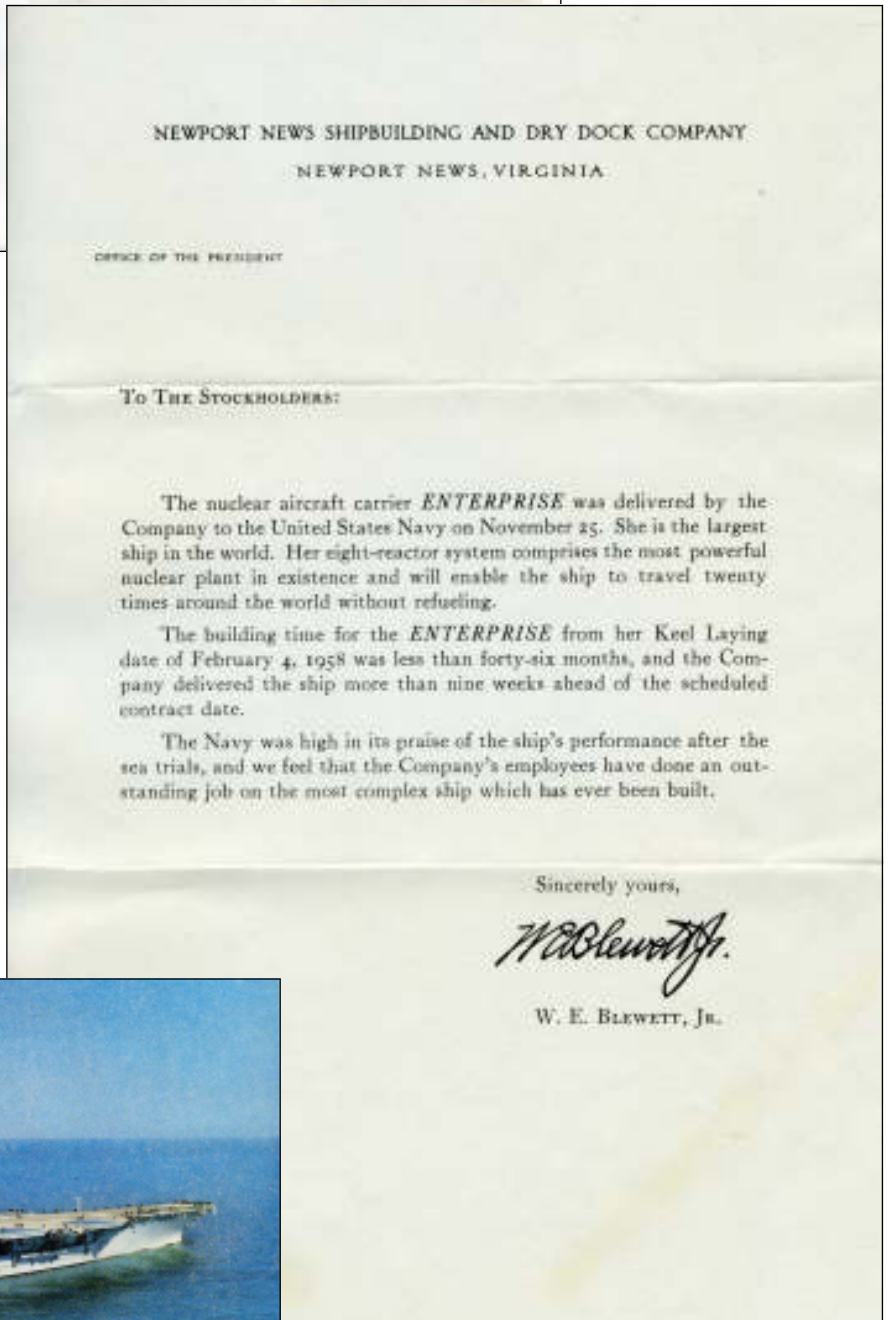 NEWPORT NEWS SHIPBUILDING AND DRY DOCK COMPANY
NEWPORT NEWS, VIRGINIA
OFFICE OF THE PRESIDENT
TO THE STOCKHOLDERS:
The nuclear aircraft carrier ENTERPRISE was delivered by the
Company to the United States Navy on November 25. She is the largest
ship in the world. Her eight-reactor system comprises the most powerful
nuclear plant in existence and will enable the ship to travel twenty
times around the world without refueling.
The building time for the ENTERPRISE from her Keel Laying
date of February 4, 1958 was less than forty-six months, and the Com-
pany delivered the ship more than nine weeks ahead of the scheduled
contract date.
The Navy was high in its praise of the ship's performance after the
sea trials, and we feel that the Company's employees have done an out-
standing job on the most complex ship which has ever been built.
Sincerely yours,
W E Blewett Jr.
W. E. BLEWETT, JR.